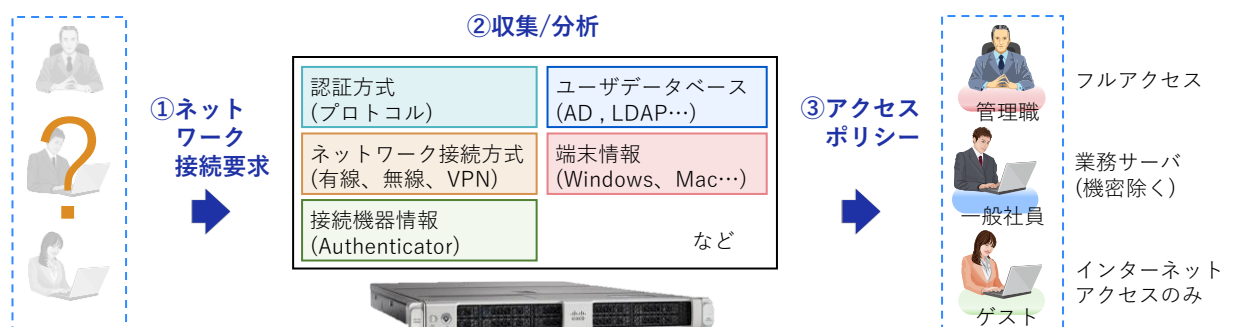 ②収集/分析
①ネット
ワーク
接続要求
認証方式
(プロトコル)
ユーザデータベース
(AD , LDAP…)
ネットワーク接続方式
(有線、無線、VPN)
端末情報
(Windows、Mac…)
接続機器情報
(Authenticator)
など
③アクセス
ポリシー
管理職
フルアクセス
一般社員
業務サーバ
(機密除く)
ゲスト
インターネット
アクセスのみ
?
CISCO